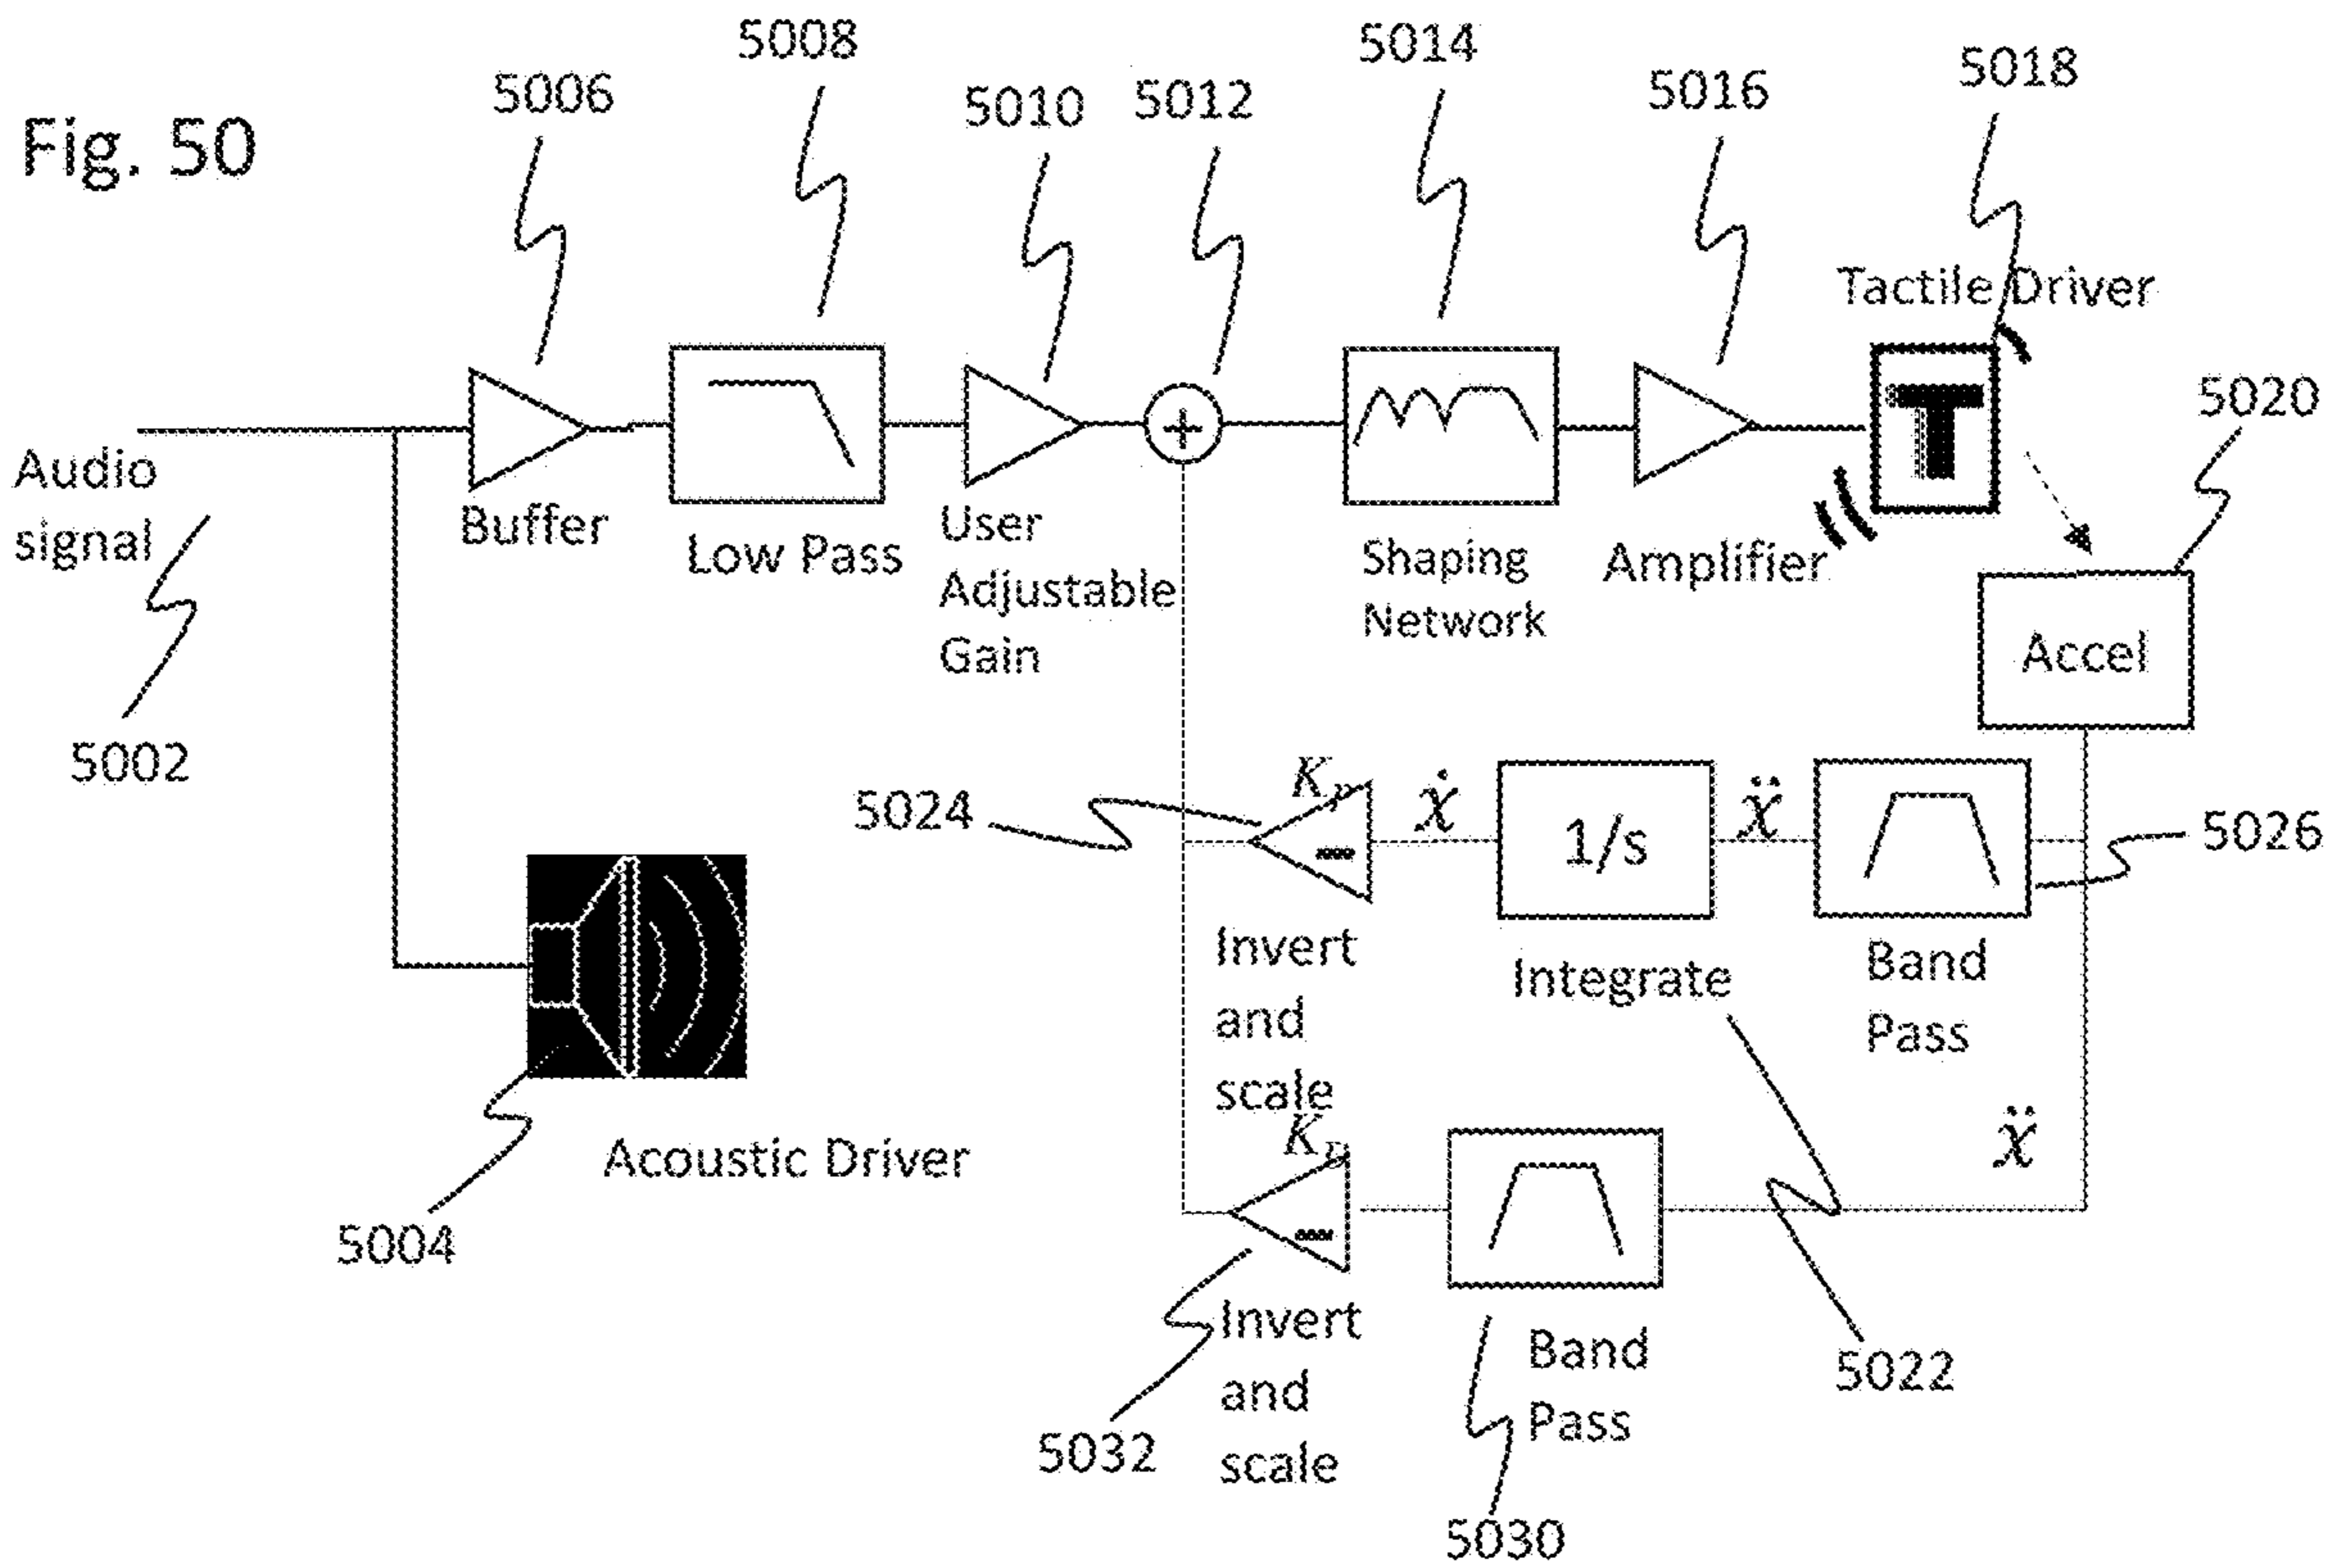 Fig. 50
5006
5008
5010
5012
5014
5016
5018
Tactile Driver
T
5020
Audio
signal
Buffer
Low Pass
User
Adjustable
Gain
+
Shaping
Network
Amplifier
Accel
5002
5024
ẋ
1/s
ẍ
5026
Invert
and
scale
Integrate
Band
Pass
Acoustic Driver
5004
ẍ
Invert
and
scale
Band
Pass
5022
5032
5030